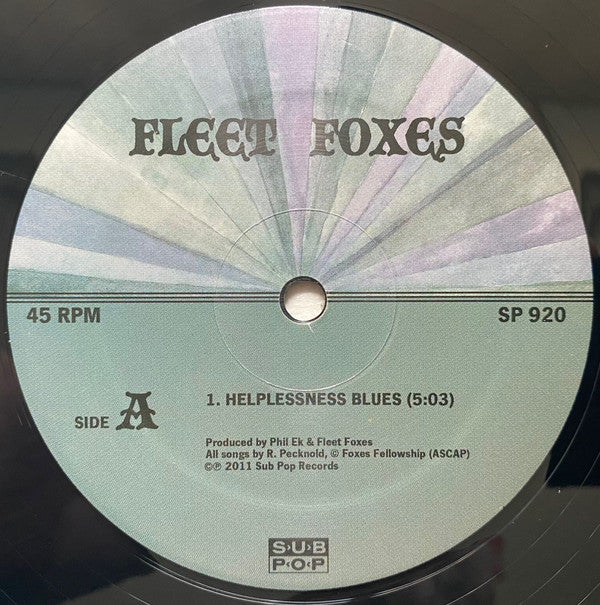 FLEET FOXES
45 RPM
SP 920
SIDE A
1. HELPLESSNESS BLUES (5:03)
Produced by Phil Ek & Fleet Foxes
All songs by R. Pecknold, © Foxes Fellowship (ASCAP)
©℗ 2011 Sub Pop Records
SUB
POP